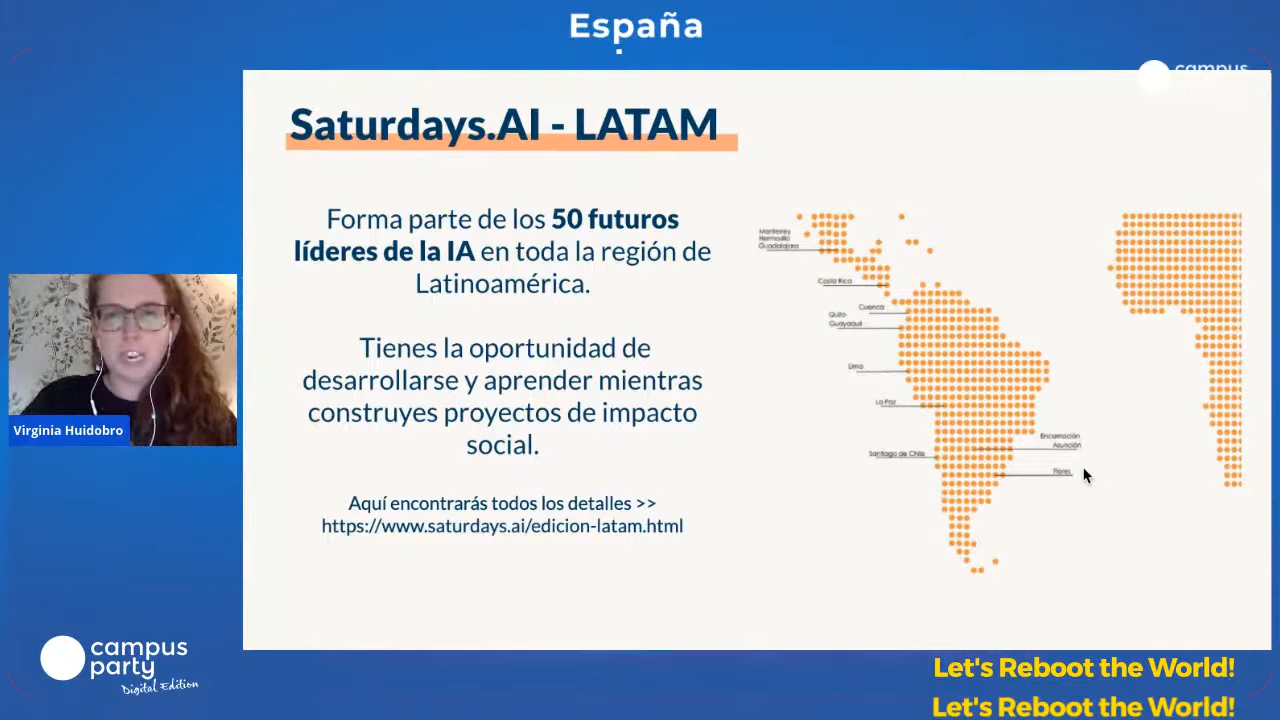 España
campus
Saturdays.AI - LATAM
Forma parte de los 50 futuros
líderes de la IA en toda la región de
Latinoamérica.
Tienes la oportunidad de
desarrollarse y aprender mientras
construyes proyectos de impacto
social.
Aquí encontrarás todos los detalles >>
https://www.saturdays.ai/edicion-latam.html
Monterrey
Hermosillo
Guadalajara
Costa Rica
Cuenca
Quito
Guayaquil
Lima
La Paz
Encarnación
Asunción
Santiago de Chile
Flores
Virginia Huidobro
campus
party
Digital Edition
Let's Reboot the World!
Let's Reboot the World!